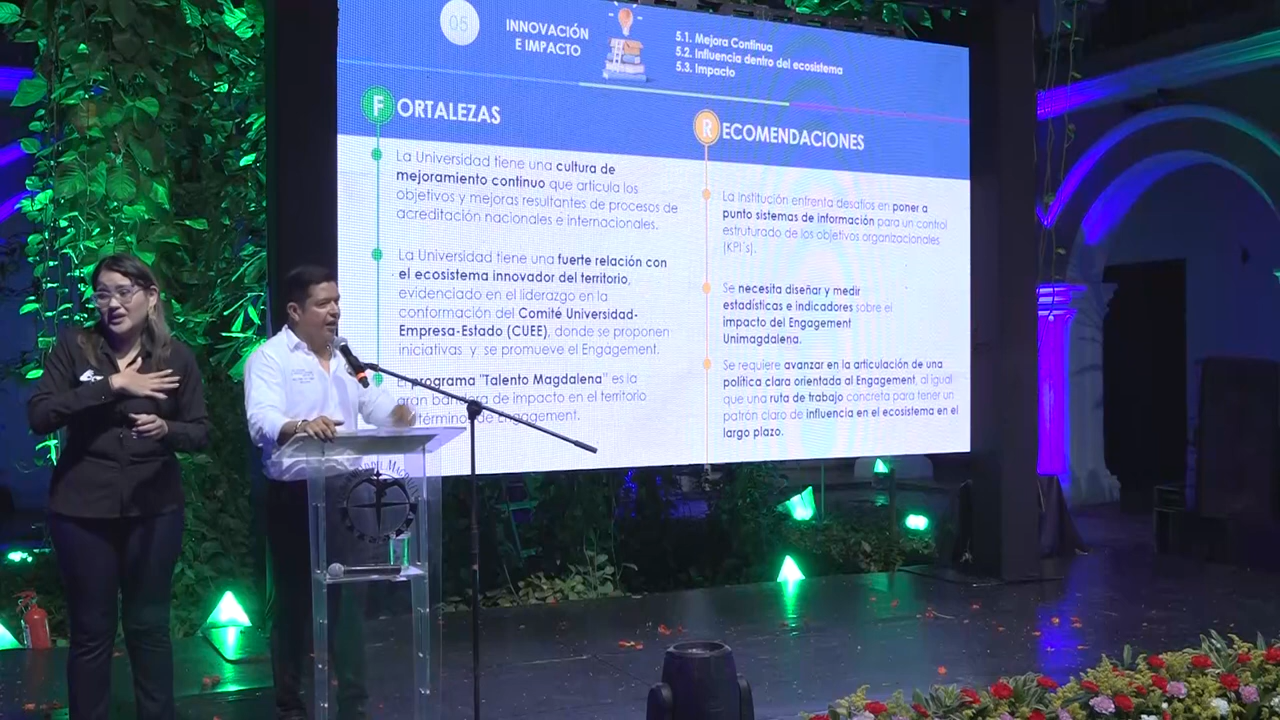 05
INNOVACIÓN
E IMPACTO
5.1. Mejora Continua
5.2. Influencia dentro del ecosistema
5.3. Impacto
FORTALEZAS
La Universidad tiene una cultura de
mejoramiento continuo que articula los
objetivos y mejoras resultantes de procesos de
acreditación nacionales e internacionales.
La Universidad tiene una fuerte relación con
el ecosistema innovador del territorio,
evidenciado en el liderazgo en la
conformación del Comité Universidad-
Empresa-Estado (CUEE), donde se proponen
iniciativas y se promueve el Engagement.
El programa "Talento Magdalena" es la
gran bandera de impacto en el territorio
términos de Engagement.
RECOMENDACIONES
La Institución enfrenta desafíos en poner a
punto sistemas de información para un control
estructurado de los objetivos organizacionales
(KPI´s).
Se necesita diseñar y medir
estadísticas e indicadores sobre el
impacto del Engagement
Unimagdalena.
Se requiere avanzar en la articulación de una
política clara orientada al Engagement, al igual
que una ruta de trabajo concreta para tener un
patrón claro de influencia en el ecosistema en el
largo plazo.